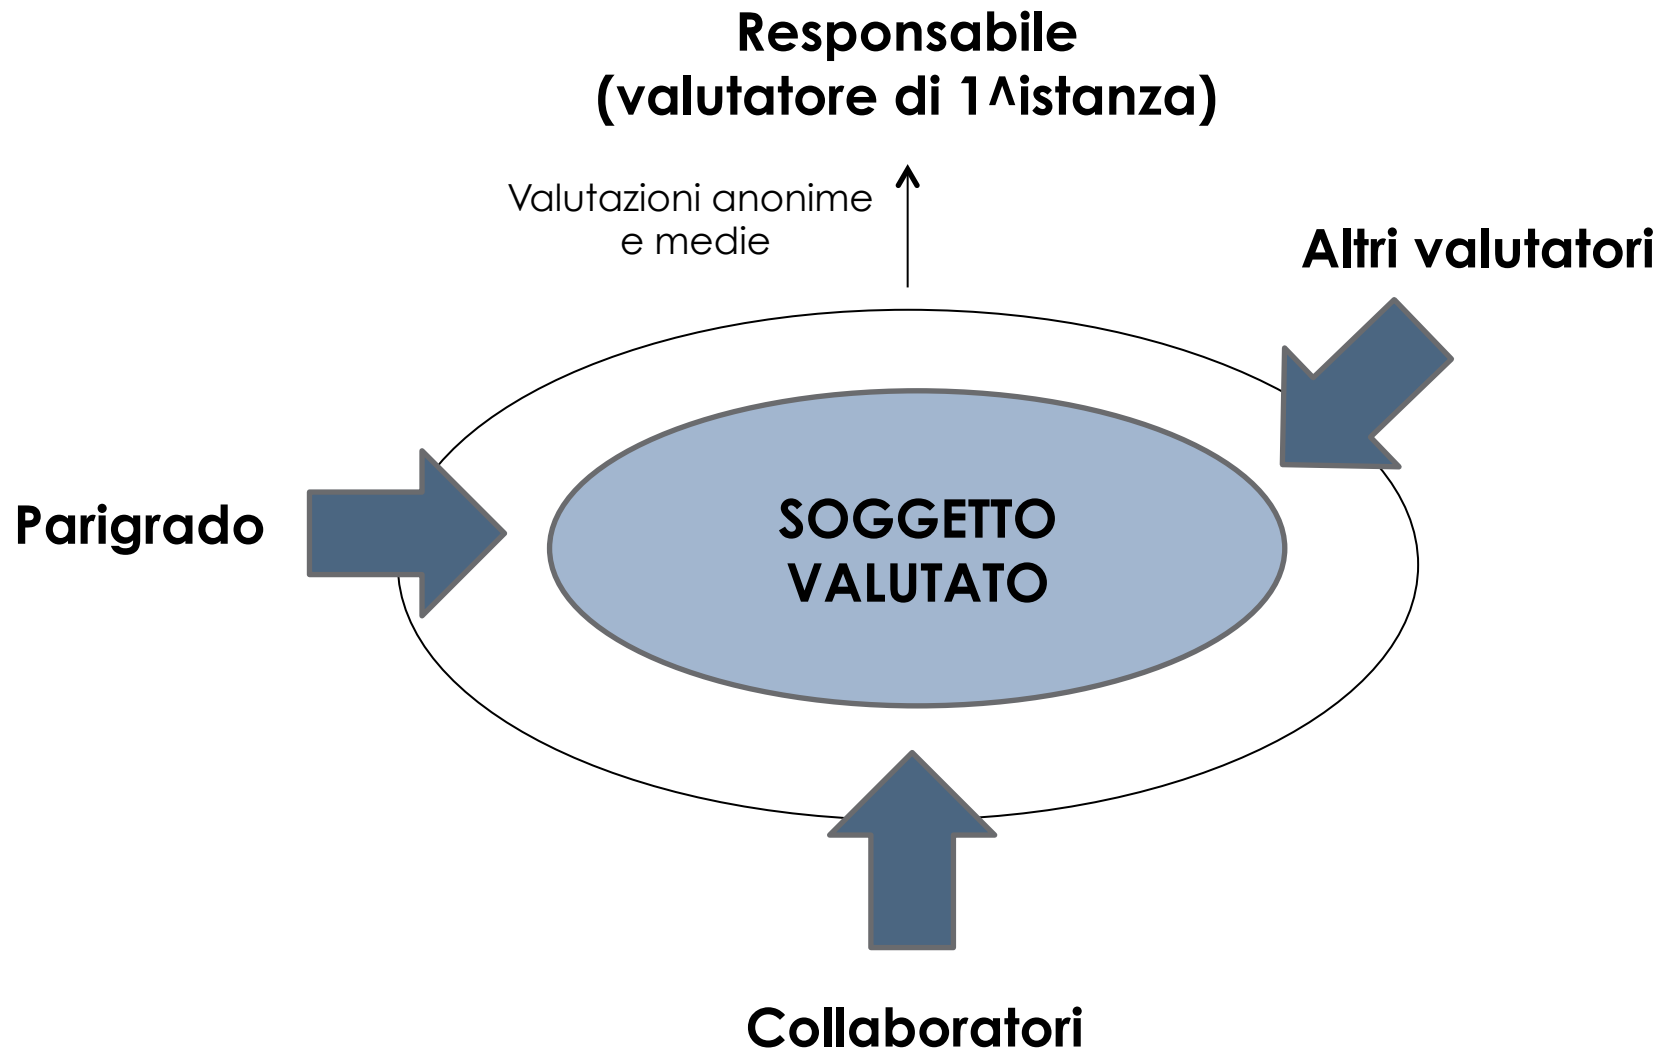 Responsabile
(valutatore di 1^istanza)
Valutazioni anonime
e medie
Altri valutatori
Parigrado
SOGGETTO
VALUTATO
Collaboratori